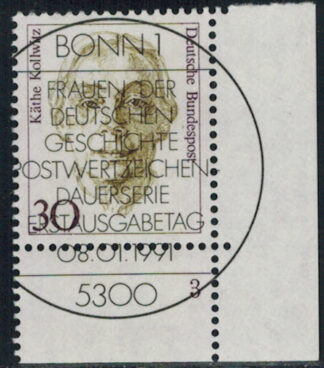 BONN 1
Käthe Kollwitz
Deutsche Bundespost
FRAUEN DER
DEUTSCHEN
GESCHICHTE
POSTWERTZEICHEN-
DAUERSERIE
30
ERSTAUSGABETAG
08.01.1991
5300
3